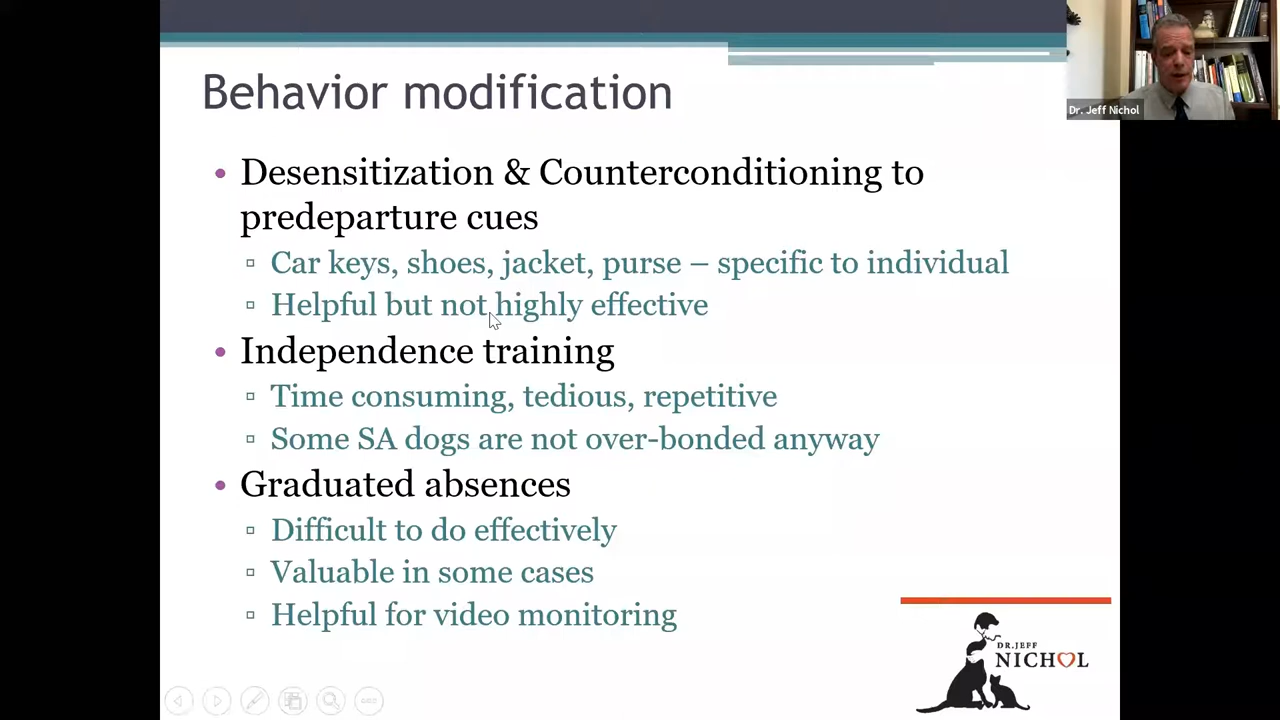 Behavior modification
Dr. Jeff Nichol
• Desensitization & Counterconditioning to
predeparture cues
▫ Car keys, shoes, jacket, purse – specific to individual
▫ Helpful but not highly effective
• Independence training
▫ Time consuming, tedious, repetitive
▫ Some SA dogs are not over-bonded anyway
• Graduated absences
▫ Difficult to do effectively
▫ Valuable in some cases
▫ Helpful for video monitoring
DR. JEFF
NICHOL